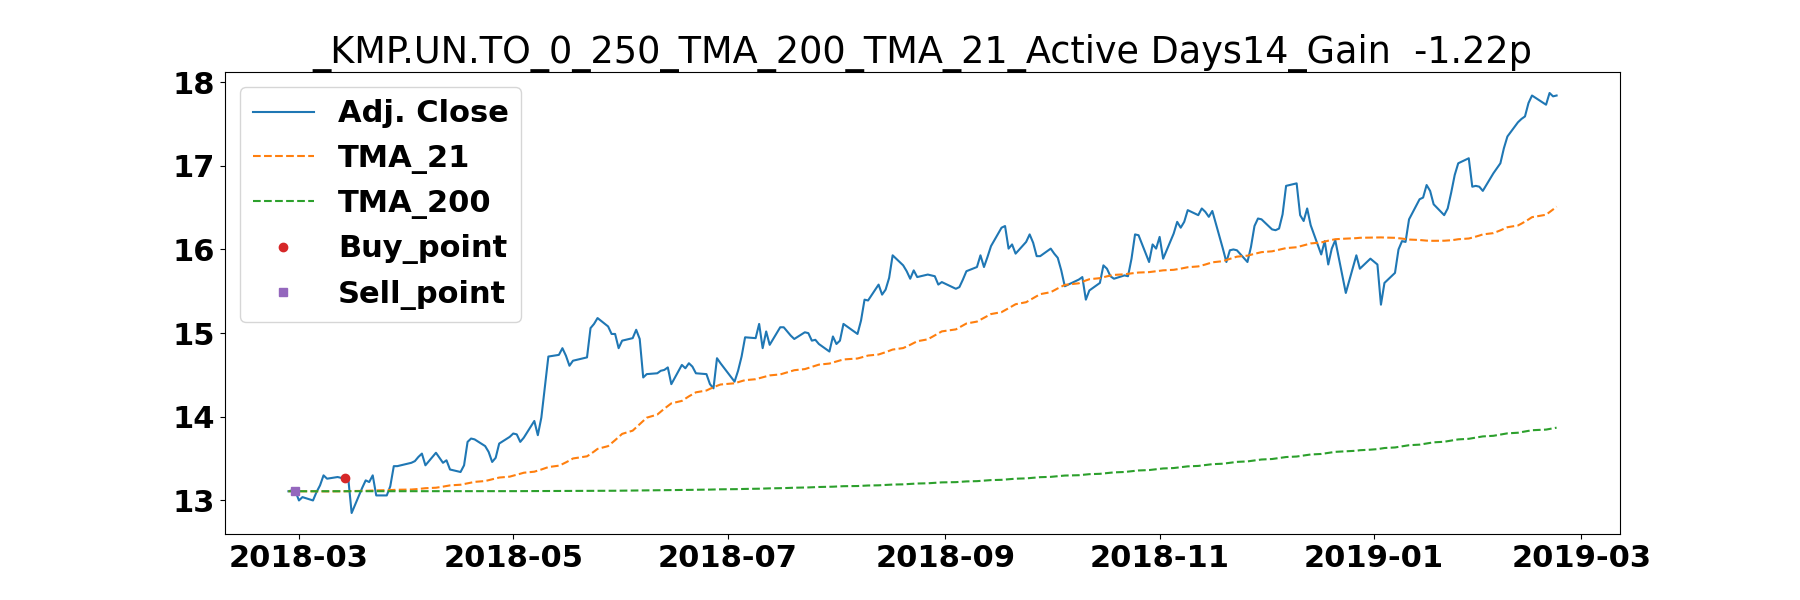 _KMP.UN.TO_0_250_TMA_200_TMA_21_Active Days14_Gain  -1.22p
18
17
16
15
14
13
Adj. Close
TMA_21
TMA_200
Buy_point
Sell_point
2018-03 2018-05 2018-07 2018-09 2018-11 2019-01 2019-03